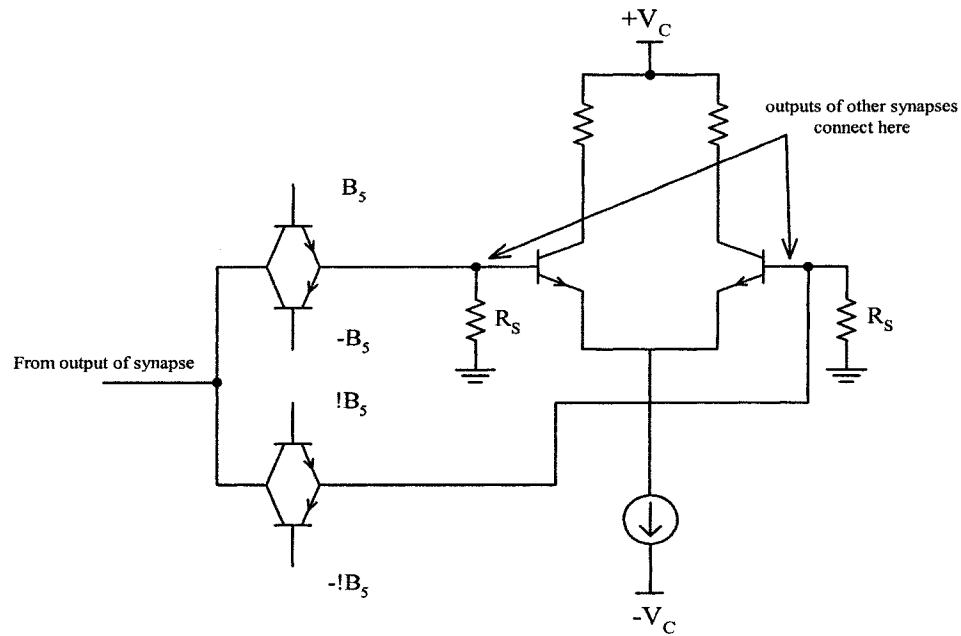 +V_C
outputs of other synapses
connect here
B_5
R_S
R_S
-B_5
From output of synapse
!B_5
-!B_5
-V_C